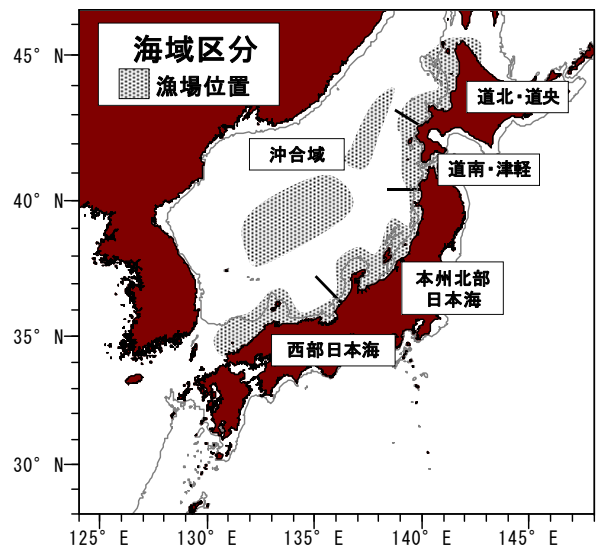 海域区分
漁場位置
45° N
道北・道央
沖合域
道南・津軽
40° N
本州北部
日本海
35° N
西部日本海
30° N
125° E
130° E
135° E
140° E
145° E